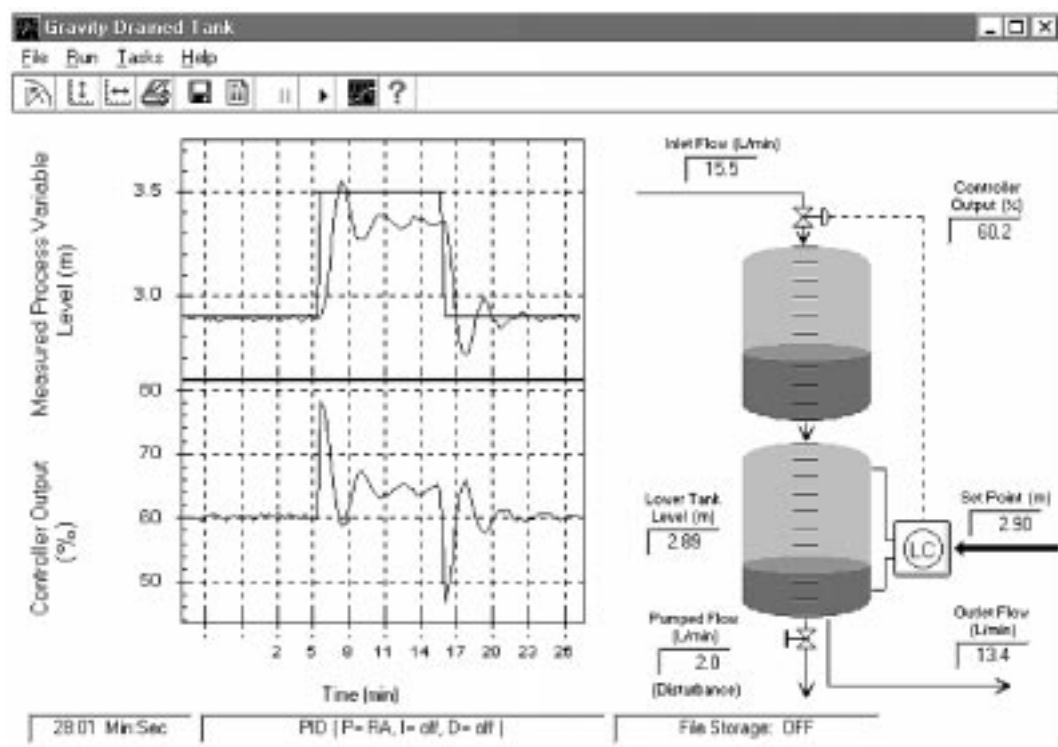 Gravity Drained Tank
File Run Tasks Help
Measured Process Variable
Level (m)
3.5
3.0
Controller Output
(%)
80
70
60
50
2 5 8 11 14 17 20 23 26
Time (min)
Inlet Flow (L/min)
15.5
Controller
Output (%)
60.2
Lower Tank
Level (m)
2.89
Set Point (m)
2.90
LC
Pumped Flow
(L/min)
2.0
(Disturbance)
Outlet Flow
(L/min)
13.4
28:01 Min:Sec
PID ( P= RA, I= off, D= off )
File Storage: OFF